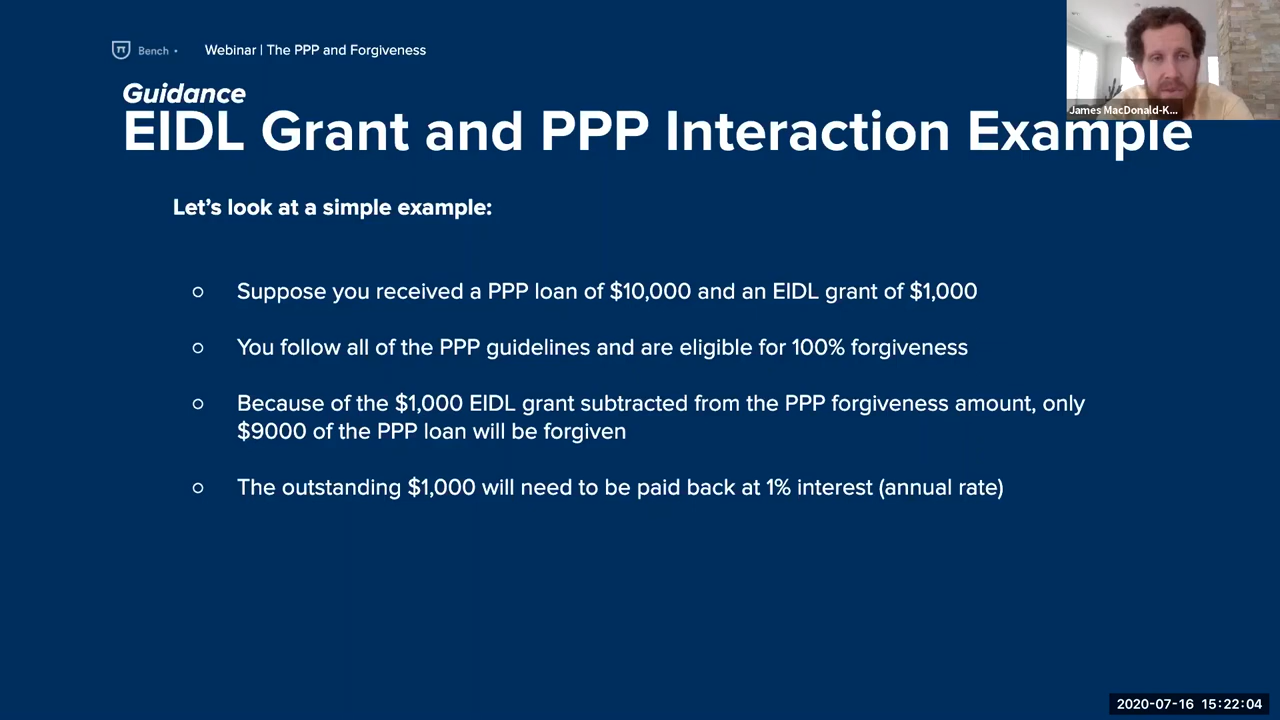 Bench •
Webinar | The PPP and Forgiveness
Guidance
EIDL Grant and PPP Interaction Example
James MacDonald-K...
Let's look at a simple example:
Suppose you received a PPP loan of $10,000 and an EIDL grant of $1,000
You follow all of the PPP guidelines and are eligible for 100% forgiveness
Because of the $1,000 EIDL grant subtracted from the PPP forgiveness amount, only
$9000 of the PPP loan will be forgiven
The outstanding $1,000 will need to be paid back at 1% interest (annual rate)
2020-07-16 15:22:04